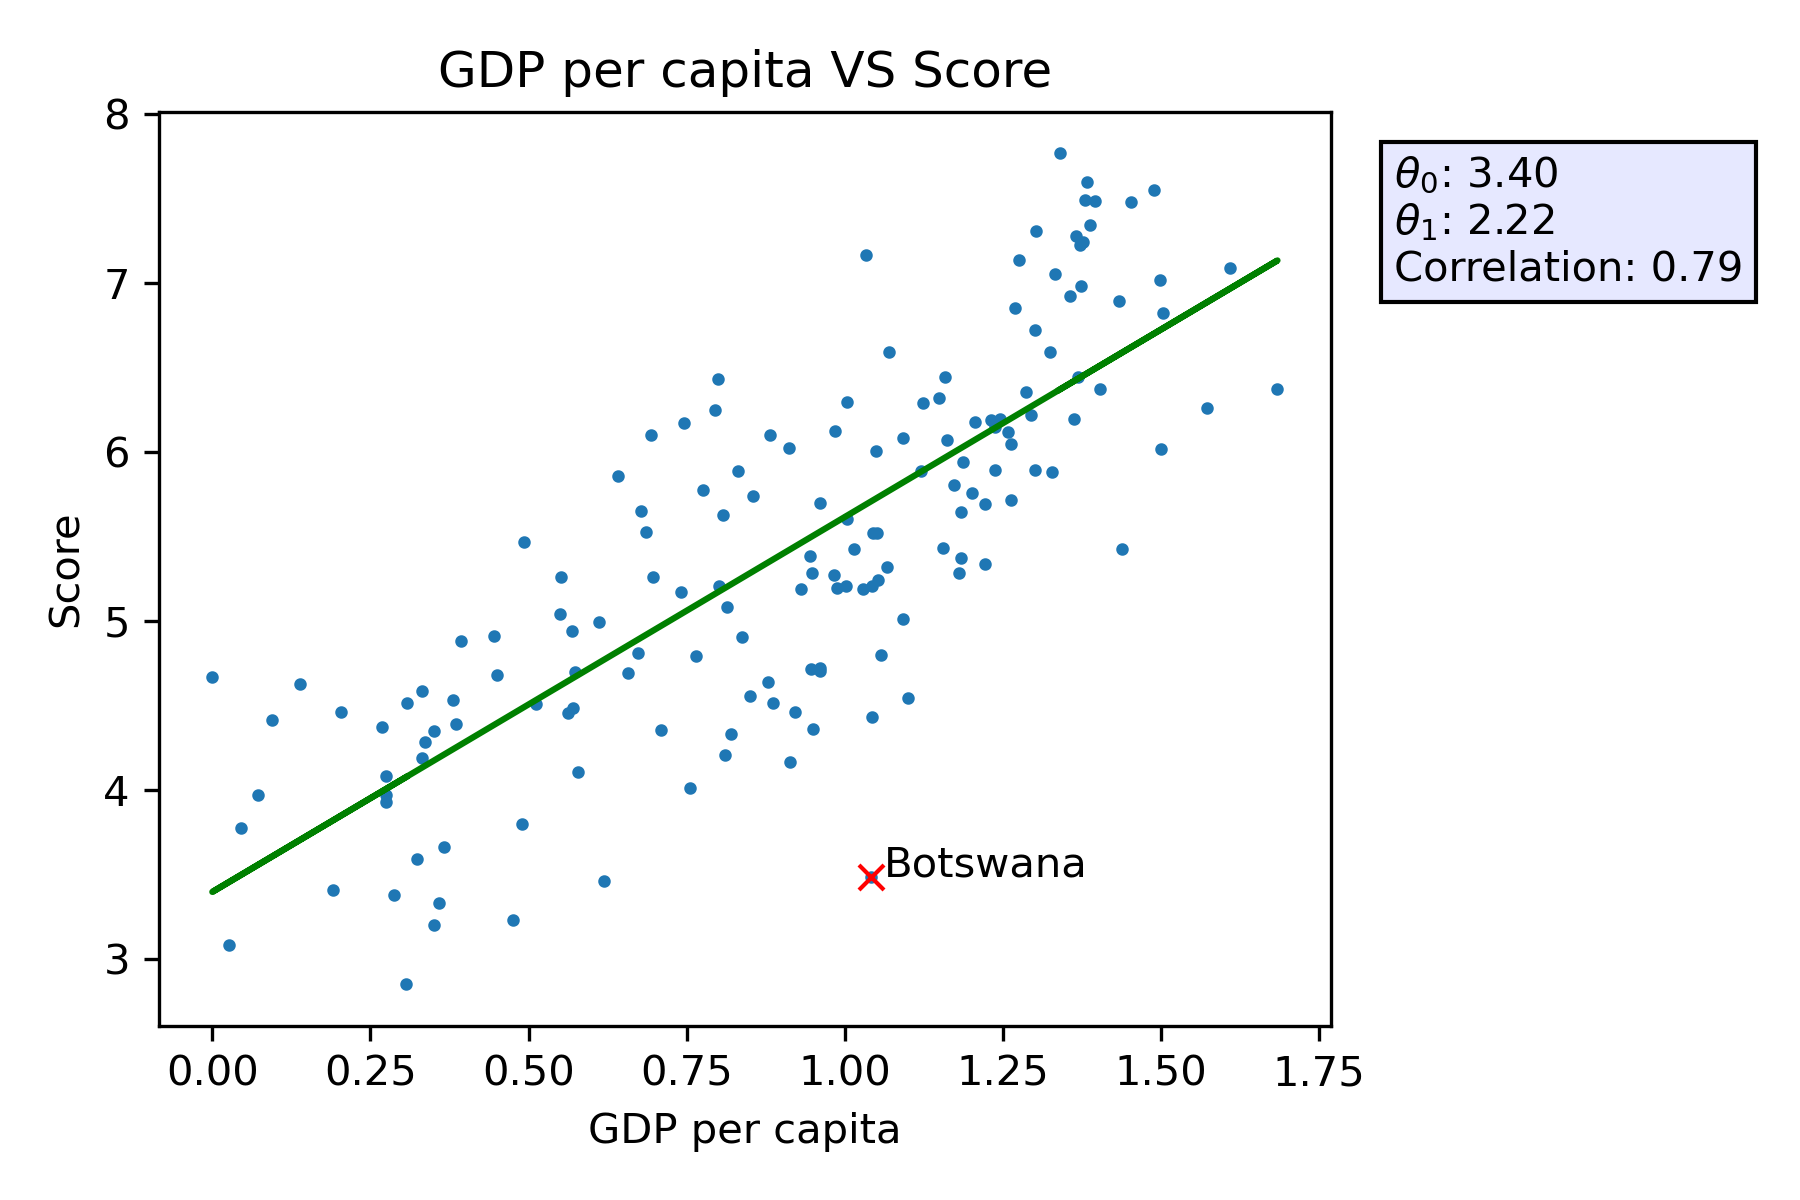 GDP per capita VS Score
8
7
6
5
4
3
Score
Botswana
0.00 0.25 0.50 0.75 1.00 1.25 1.50 1.75
GDP per capita
θ₀: 3.40
θ₁: 2.22
Correlation: 0.79